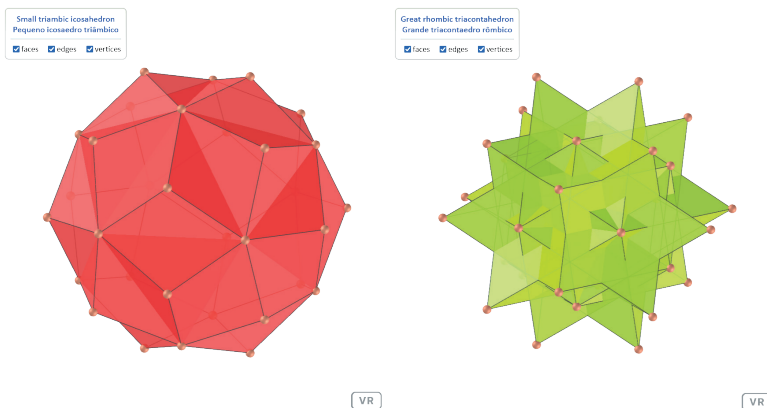 Small triambic icosahedron
Pequeno icosaedro triâmbico
faces edges vertices
VR
Great rhombic triacontahedron
Grande triacontaedro rômbico
faces edges vertices
VR